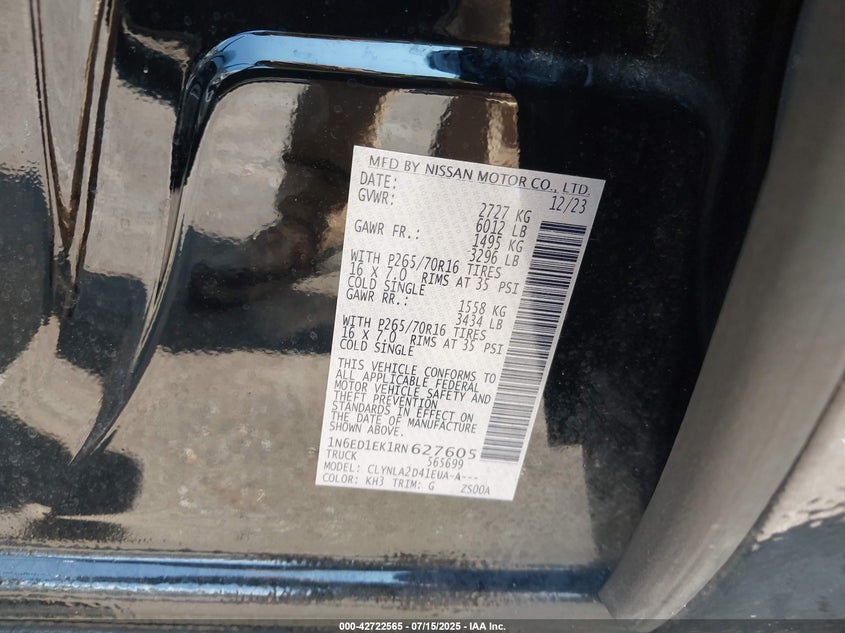 MFD BY NISSAN MOTOR CO., LTD.
DATE: 12/23
GVWR: 2727 KG
6012 LB
GAWR FR.: 1495 KG
3296 LB
WITH P265/70R16 TIRES
16 X 7.0 RIMS AT 35 PSI
COLD SINGLE
GAWR RR.: 1558 KG
3434 LB
WITH P265/70R16 TIRES
16 X 7.0 RIMS AT 35 PSI
COLD SINGLE
THIS VEHICLE CONFORMS TO
ALL APPLICABLE FEDERAL
MOTOR VEHICLE SAFETY AND
THEFT PREVENTION
STANDARDS IN EFFECT ON
THE DATE OF MANUFACTURE
SHOWN ABOVE.
1N6ED1EK1RN627605
TRUCK 565699
MODEL: CLYNLA2D41EUA-A---
COLOR: KH3 TRIM: G ZS00A
000-42722565 - 07/15/2025 - IAA Inc.